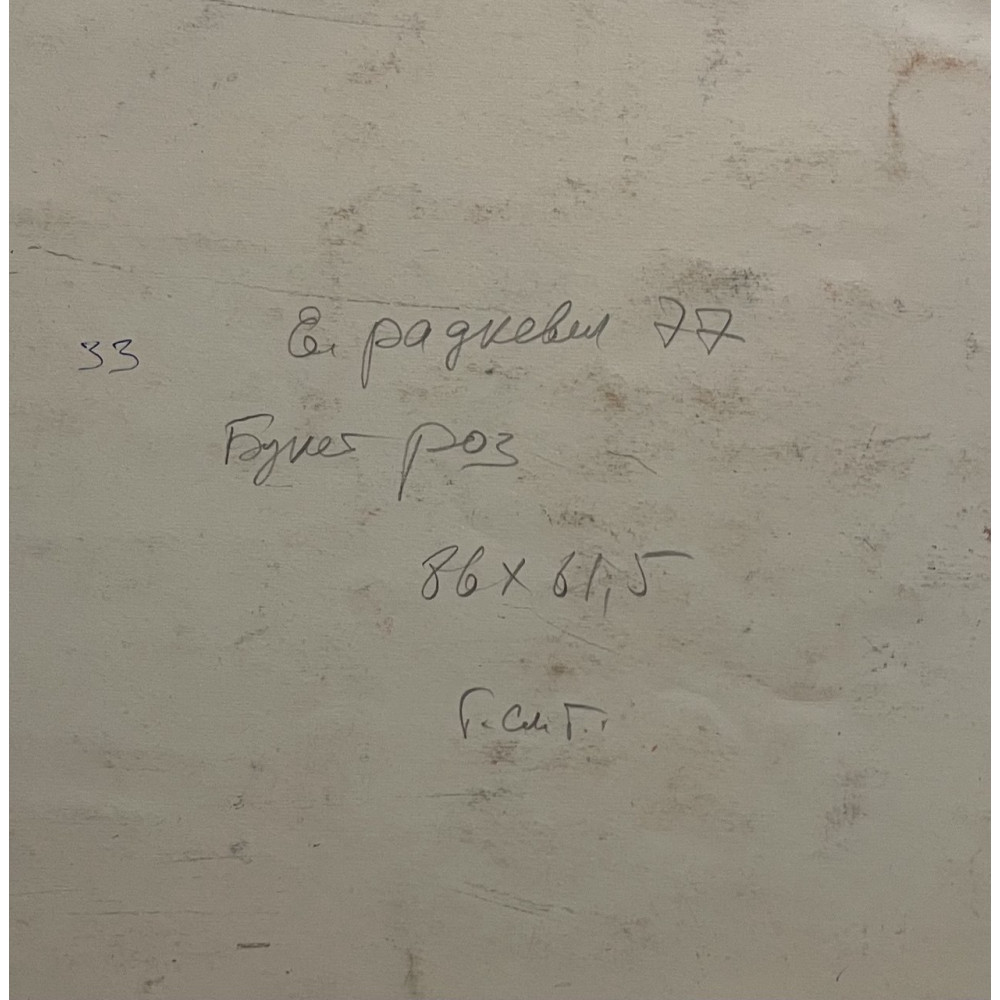 33 Е. Радкевич 77
Букет роз
86 х 61,5